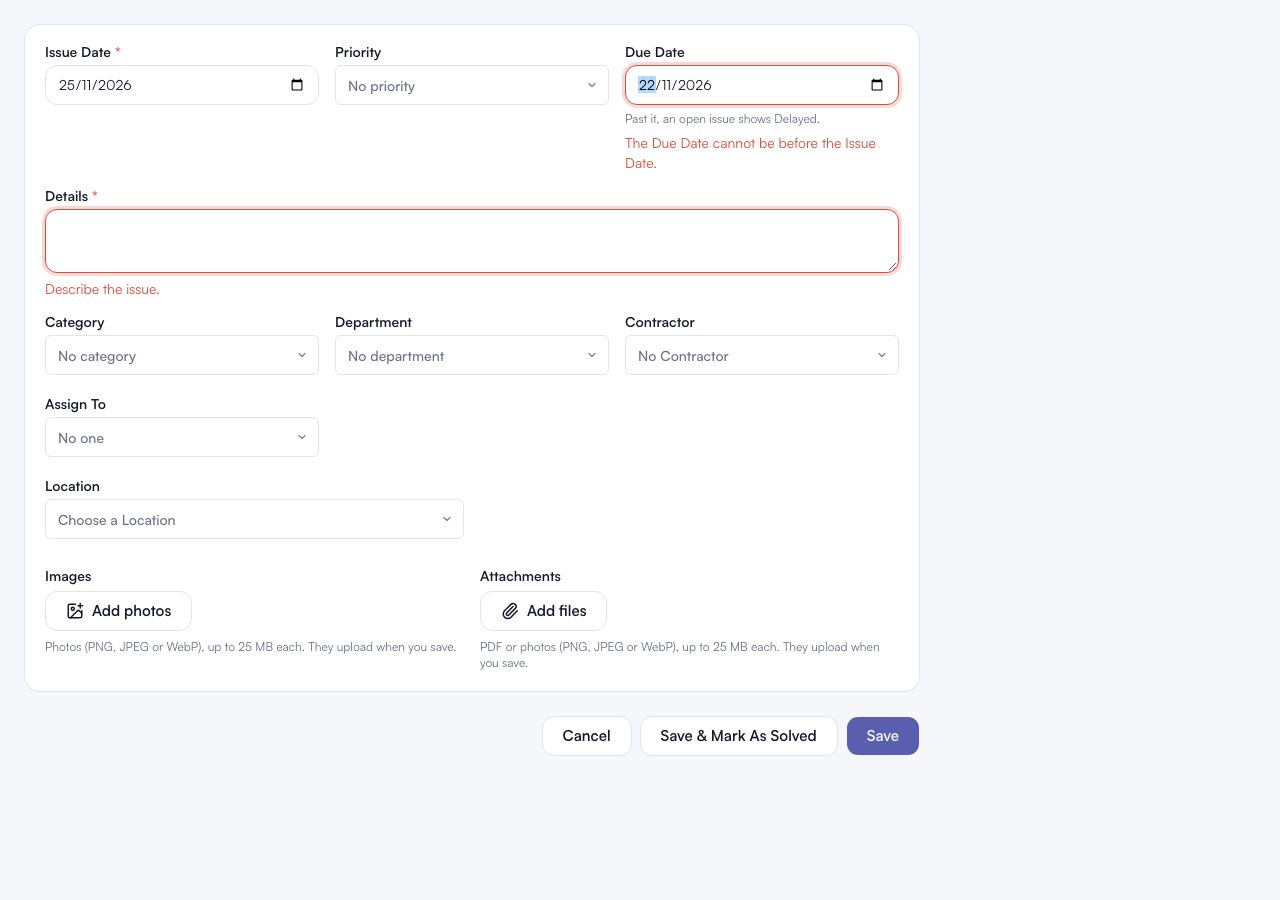 Issue Date *
Priority
Due Date
25/11/2026
No priority
22/11/2026
Past it, an open issue shows Delayed.
The Due Date cannot be before the Issue
Date.
Details *
Describe the issue.
Category
Department
Contractor
No category
No department
No Contractor
Assign To
No one
Location
Choose a Location
Images
Attachments
Add photos
Add files
Photos (PNG, JPEG or WebP), up to 25 MB each. They upload when you save.
PDF or photos (PNG, JPEG or WebP), up to 25 MB each. They upload when
you save.
Cancel
Save & Mark As Solved
Save